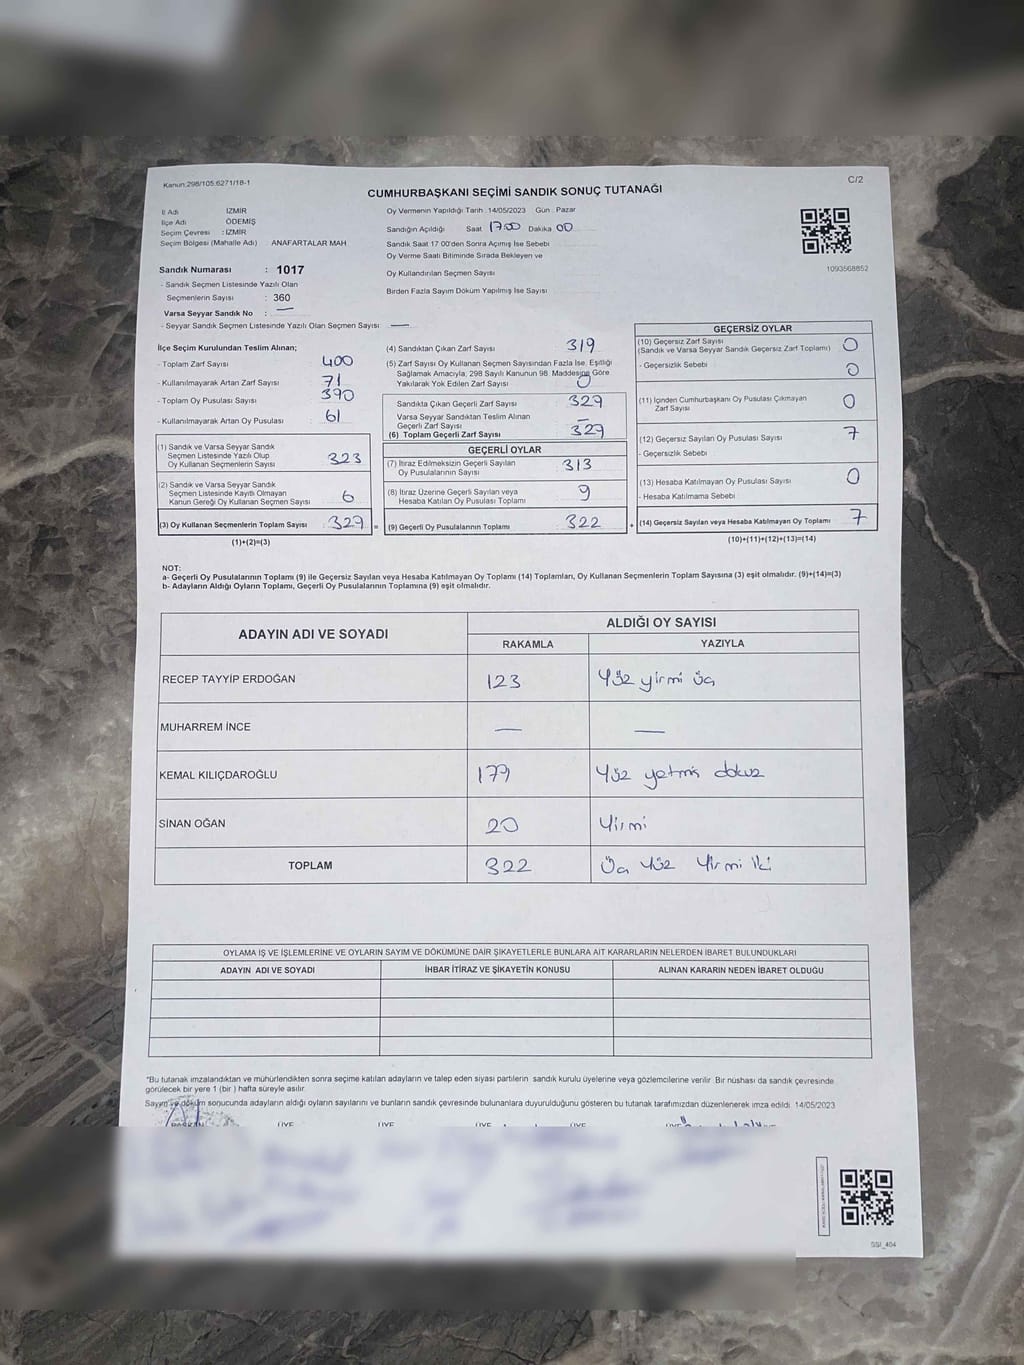 Kanun:298/105:6271/18-1
C/2
CUMHURBAŞKANI SEÇİMİ SANDIK SONUÇ TUTANAĞI
İl Adı İZMİR
İlçe Adı ÖDEMİŞ
Seçim Çevresi : İZMİR
Seçim Bölgesi (Mahalle Adı) : ANAFARTALAR MAH
Oy Vermenin Yapıldığı Tarih :14/05/2023 Gün : Pazar
Sandığın Açıldığı Saat 17:00 Dakika 00
Sandık Saat 17:00'den Sonra Açımış İse Sebebi
Oy Verme Saati Bitiminde Sırada Bekleyen ve
Oy Kullandırılan Seçmen Sayısı
Birden Fazla Sayım Döküm Yapılmış İse Sayısı
1093568852
Sandık Numarası : 1017
- Sandık Seçmen Listesinde Yazılı Olan
Seçmenlerin Sayısı : 360
Varsa Seyyar Sandık No : —
- Seyyar Sandık Seçmen Listesinde Yazılı Olan Seçmen Sayısı : —
İlçe Seçim Kurulundan Teslim Alınan;
- Toplam Zarf Sayısı : 400
- Kullanılmayarak Artan Zarf Sayısı : 71
- Toplam Oy Pusulası Sayısı : 390
- Kullanılmayarak Artan Oy Pusulası : 61
(1) Sandık ve Varsa Seyyar Sandık
Seçmen Listesinde Yazılı Olup
Oy Kullanan Seçmenlerin Sayısı : 323
(2) Sandık ve Varsa Seyyar Sandık
Seçmen Listesinde Kayıtlı Olmayan
Kanun Gereği Oy Kullanan Seçmen Sayısı : 6
(3) Oy Kullanan Seçmenlerin Toplam Sayısı : 329 =
(1)+(2)=(3)
(4) Sandıktan Çıkan Zarf Sayısı : 319
(5) Zarf Sayısı Oy Kullanan Seçmen Sayısından Fazla İse, Eşitliği
Sağlamak Amacıyla; 298 Sayılı Kanunun 98. Maddesine Göre
Yakılarak Yok Edilen Zarf Sayısı : 0
Sandıkta Çıkan Geçerli Zarf Sayısı : 329
Varsa Seyyar Sandıktan Teslim Alınan
Geçerli Zarf Sayısı : —
(6) Toplam Geçerli Zarf Sayısı : 329
GEÇERLİ OYLAR
(7) İtiraz Edilmeksizin Geçerli Sayılan
Oy Pusulalarının Sayısı : 313
(8) İtiraz Üzerine Geçerli Sayılan veya
Hesaba Katılan Oy Pusulası Toplamı : 9
(9) Geçerli Oy Pusulalarının Toplamı : 322 +
GEÇERSİZ OYLAR
(10) Geçersiz Zarf Sayısı
(Sandık ve Varsa Seyyar Sandık Geçersiz Zarf Toplamı) : 0
- Geçersizlik Sebebi : 0
(11) İçinden Cumhurbaşkanı Oy Pusulası Çıkmayan
Zarf Sayısı : 0
(12) Geçersiz Sayılan Oy Pusulası Sayısı : 7
- Geçersizlik Sebebi :
(13) Hesaba Katılmayan Oy Pusulası Sayısı : 0
- Hesaba Katılmama Sebebi :
(14) Geçersiz Sayılan veya Hesaba Katılmayan Oy Toplamı : 7
(10)+(11)+(12)+(13)=(14)
NOT:
a- Geçerli Oy Pusulalarının Toplamı (9) ile Geçersiz Sayılan veya Hesaba Katılmayan Oy Toplamı (14) Toplamları, Oy Kullanan Seçmenlerin Toplam Sayısına (3) eşit olmalıdır. (9)+(14)=(3)
b- Adayların Aldığı Oyların Toplamı, Geçerli Oy Pusulalarının Toplamına (9) eşit olmalıdır.
ADAYIN ADI VE SOYADI ALDIĞI OY SAYISI
RAKAMLA YAZIYLA
RECEP TAYYİP ERDOĞAN 123 Yüz yirmi üç
MUHARREM İNCE — —
KEMAL KILIÇDAROĞLU 179 Yüz yetmiş dokuz
SİNAN OĞAN 20 Yirmi
TOPLAM 322 Üç Yüz Yirmi iki
OYLAMA İŞ VE İŞLEMLERİNE VE OYLARIN SAYIM VE DÖKÜMÜNE DAİR ŞİKAYETLERLE BUNLARA AİT KARARLARIN NELERDEN İBARET BULUNDUKLARI
ADAYIN ADI VE SOYADI İHBAR İTİRAZ VE ŞİKAYETİN KONUSU ALINAN KARARIN NEDEN İBARET OLDUĞU
*Bu tutanak imzalandıktan ve mühürlendikten sonra seçime katılan adayların ve talep eden siyasi partilerin sandık kurulu üyelerine veya gözlemcilerine verilir. Bir nüshası da sandık çevresinde
görülecek bir yere 1 (bir ) hafta süreyle asılır.
Sayım ve döküm sonucunda adayların aldığı oyların sayılarını ve bunların sandık çevresinde bulunanlara duyurulduğunu gösteren bu tutanak tarafımızdan düzenlenerek imza edildi. 14/05/2023
BAŞKAN ÜYE ÜYE ÜYE ÜYE
SSI_404